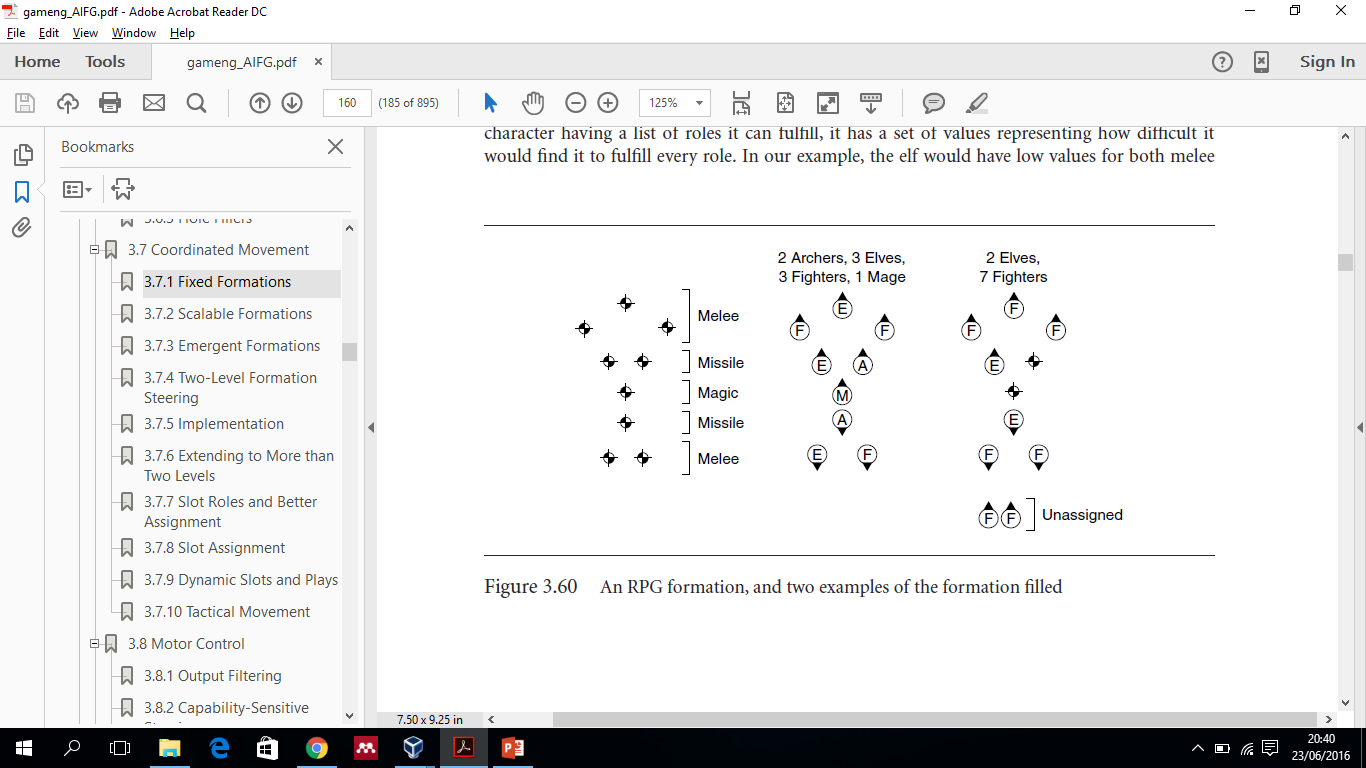 gameng_AIFG.pdf - Adobe Acrobat Reader DC
File Edit View Window Help
Home Tools gameng_AIFG.pdf × Sign In
160 (185 of 895) 125%
Bookmarks
3.7 Coordinated Movement
3.7.1 Fixed Formations
3.7.2 Scalable Formations
3.7.3 Emergent Formations
3.7.4 Two-Level Formation
Steering
3.7.5 Implementation
3.7.6 Extending to More than
Two Levels
3.7.7 Slot Roles and Better
Assignment
3.7.8 Slot Assignment
3.7.9 Dynamic Slots and Plays
3.7.10 Tactical Movement
3.8 Motor Control
3.8.1 Output Filtering
3.8.2 Capability-Sensitive
character having a list of roles it can fulfill, it has a set of values representing how difficult it
would find it to fulfill every role. In our example, the elf would have low values for both melee
2 Archers, 3 Elves,
3 Fighters, 1 Mage
2 Elves,
7 Fighters
Melee
Missile
Magic
Missile
Melee
E
F F
E A
M
A
E F
F
F F
E
E
F F
F F
Unassigned
Figure 3.60 An RPG formation, and two examples of the formation filled
7.50 x 9.25 in
20:40
23/06/2016